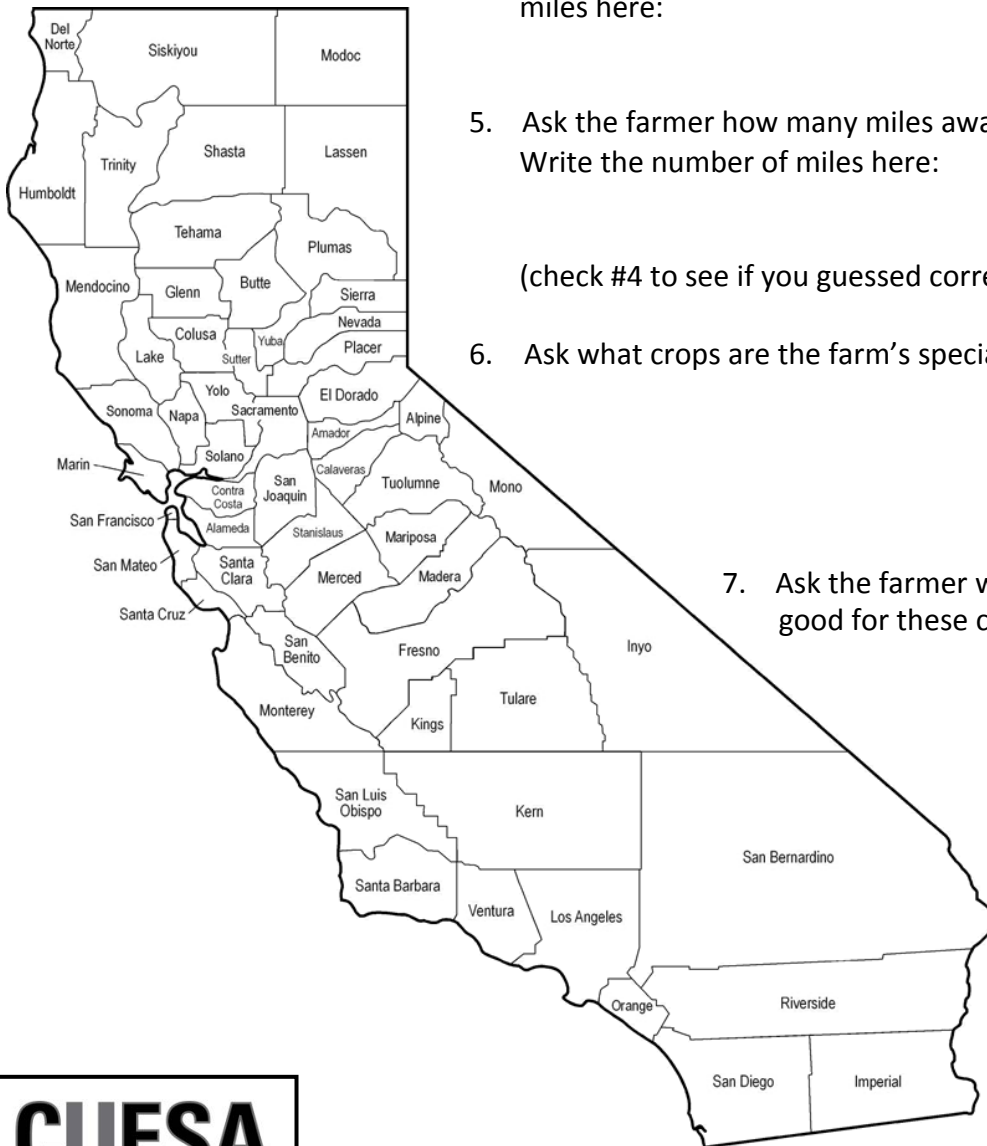 miles here:
5. Ask the farmer how many miles awa
Write the number of miles here:
(check #4 to see if you guessed corre
6. Ask what crops are the farm’s specia
7. Ask the farmer w
good for these c
Del
Norte
Siskiyou
Modoc
Humboldt
Trinity
Shasta
Lassen
Tehama
Plumas
Mendocino
Glenn
Butte
Sierra
Nevada
Colusa
Yuba
Placer
Lake
Sutter
Yolo
El Dorado
Sonoma
Napa
Sacramento
Alpine
Amador
Solano
Marin
Calaveras
Contra
Costa
San
Joaquin
Tuolumne
Mono
San Francisco
Alameda
Stanislaus
Mariposa
San Mateo
Santa
Clara
Merced
Madera
Santa Cruz
San
Benito
Fresno
Inyo
Monterey
Kings
Tulare
San Luis
Obispo
Kern
San Bernardino
Santa Barbara
Ventura
Los Angeles
Orange
Riverside
San Diego
Imperial
CUESA